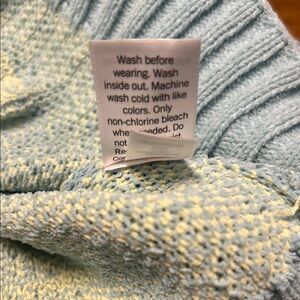 Wash before
wearing. Wash
inside out. Machine
wash cold with like
colors. Only
non-chlorine bleach
needed. Do
not